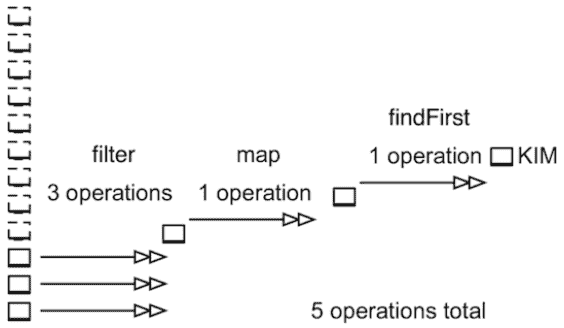 findFirst
filter
map
1 operation
KIM
3 operations
1 operation
5 operations total